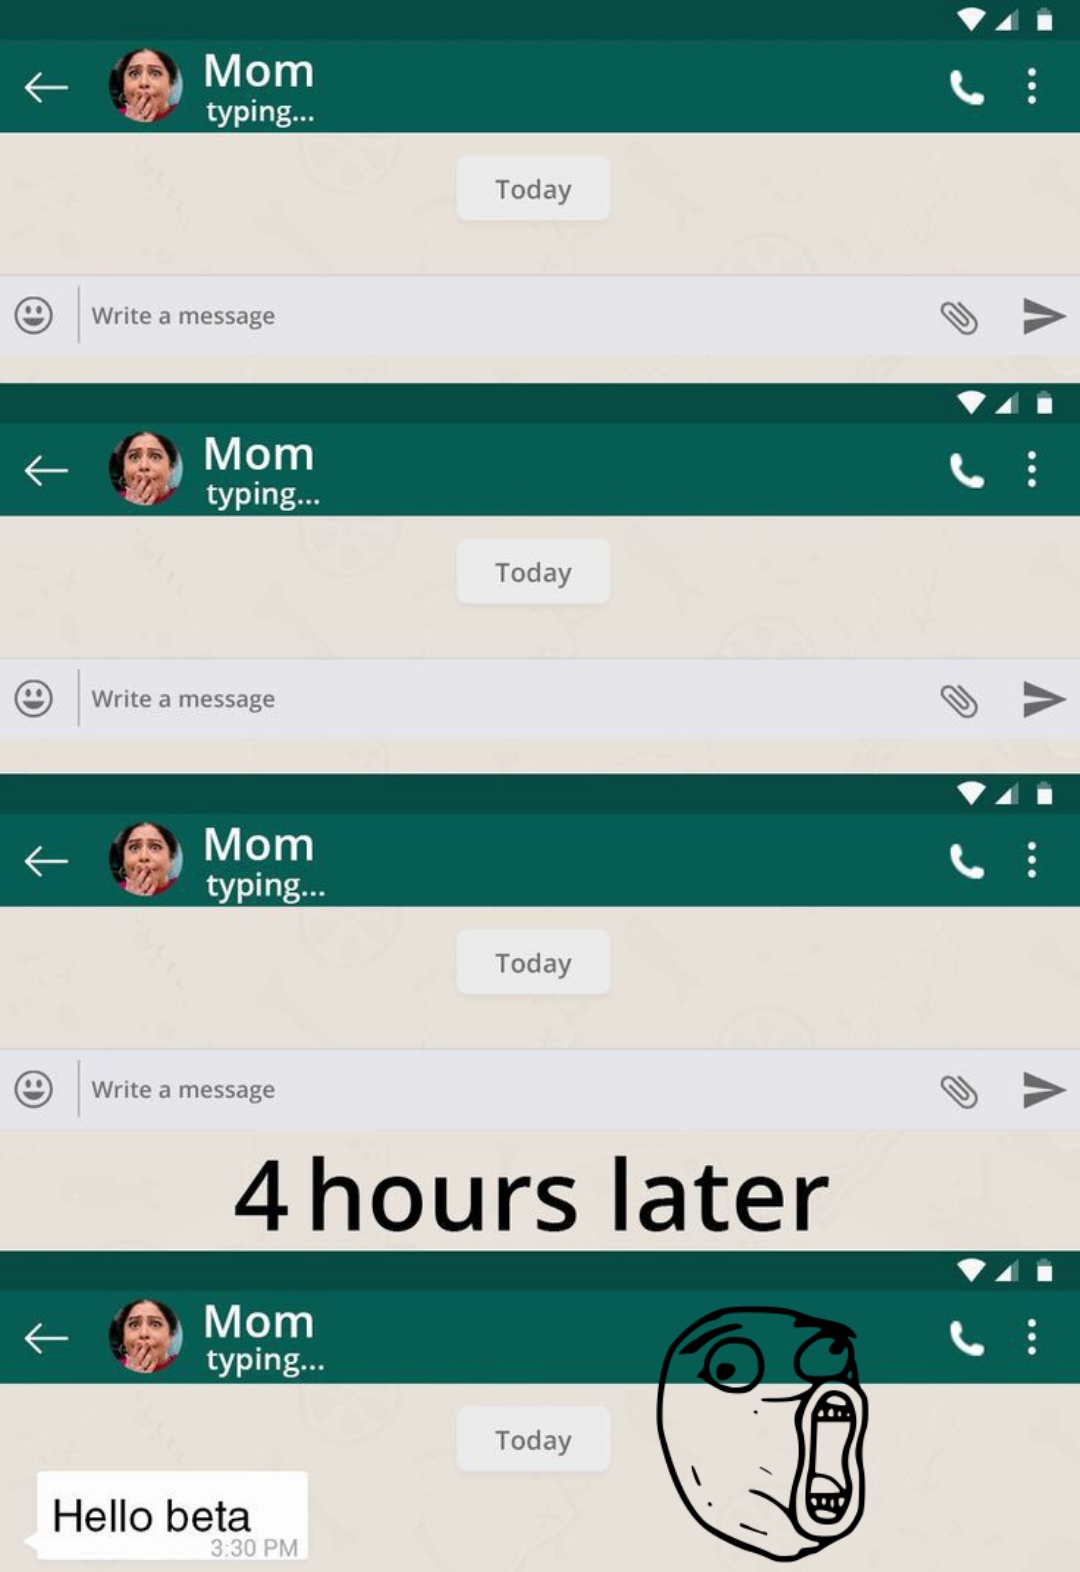 Mom
typing...
Today
Write a message
Mom
typing...
Today
Write a message
Mom
typing...
Today
Write a message
4 hours later
Mom
typing...
Today
Hello beta
3:30 PM